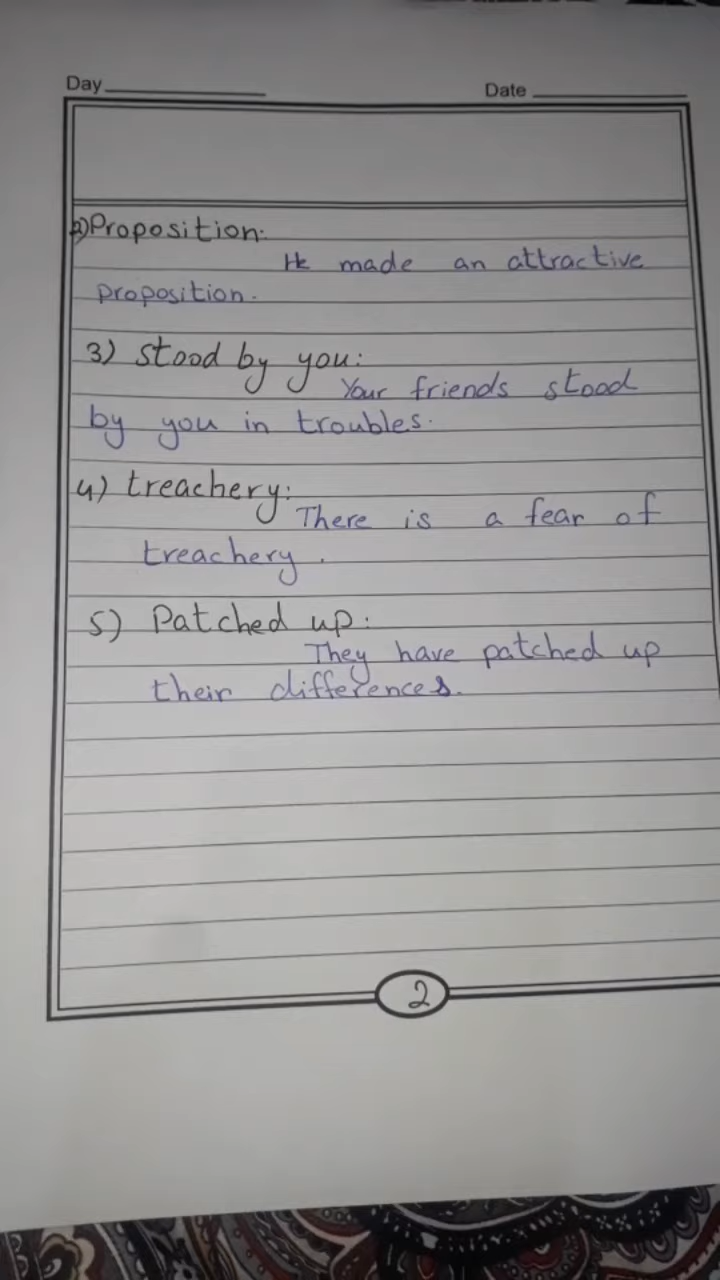 Day Date
2) Proposition:
He made an attractive
proposition.
3) stood by you:
Your friends stood
by you in troubles.
4) treachery:
There is a fear of
treachery.
5) Patched up:
They have patched up
their differences.
2